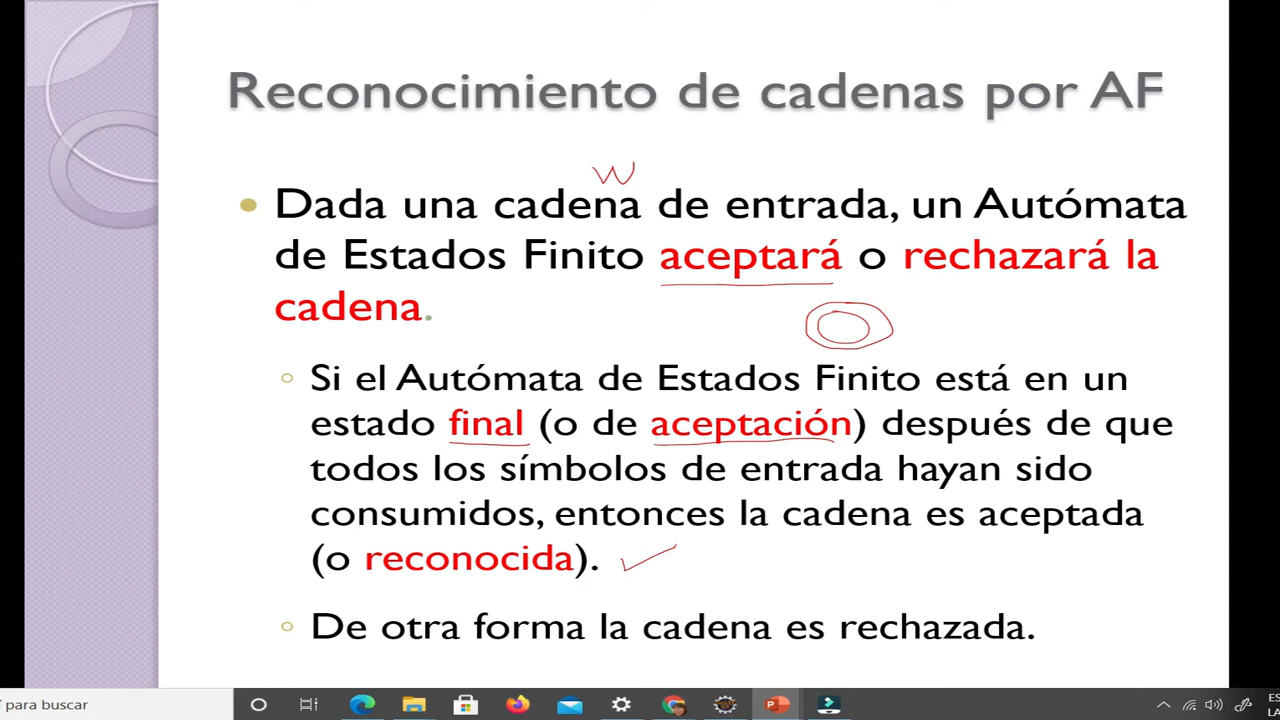 Reconocimiento de cadenas por AF
w
Dada una cadena de entrada, un Autómata
de Estados Finito aceptará o rechazará la
cadena.
Si el Autómata de Estados Finito está en un
estado final (o de aceptación) después de que
todos los símbolos de entrada hayan sido
consumidos, entonces la cadena es aceptada
(o reconocida).
De otra forma la cadena es rechazada.
í para buscar
ES
LA